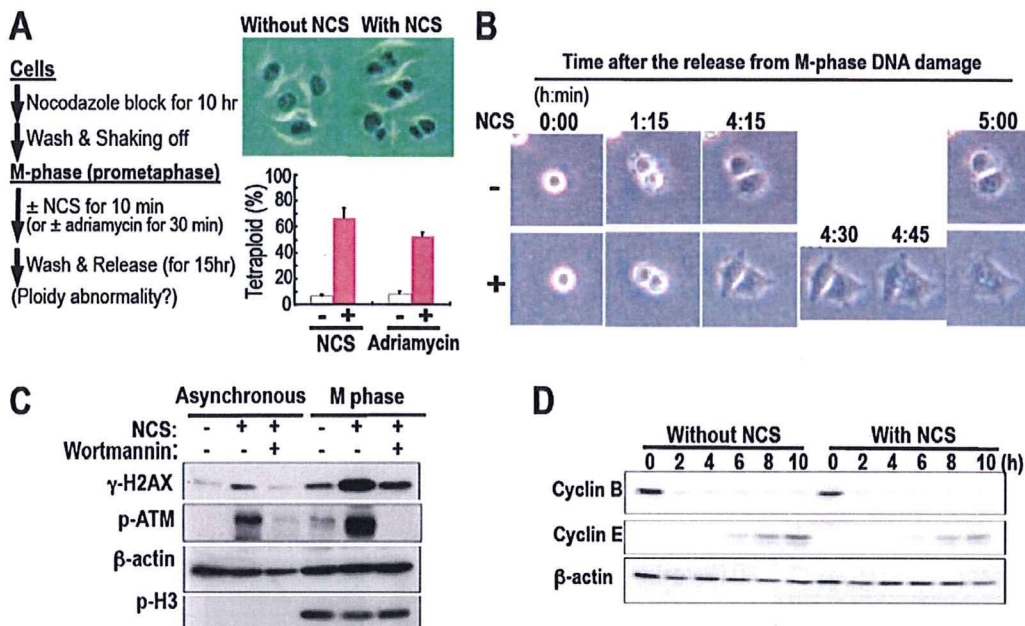 A
Cells
Nocodazole block for 10 hr
Wash & Shaking off
M-phase (prometaphase)
± NCS for 10 min
(or ± adriamycin for 30 min)
Wash & Release (for 15hr)
(Ploidy abnormality?)
Without NCS With NCS
Tetraploid (%)
100
80
60
40
20
0
- + - +
NCS Adriamycin
B
Time after the release from M-phase DNA damage
(h:min)
NCS 0:00 1:15 4:15 5:00
-
4:30 4:45
+
C
Asynchronous M phase
NCS: - + + - + +
Wortmannin: - - + - - +
γ-H2AX
p-ATM
β-actin
p-H3
D
Without NCS With NCS
0 2 4 6 8 10 0 2 4 6 8 10 (h)
Cyclin B
Cyclin E
β-actin